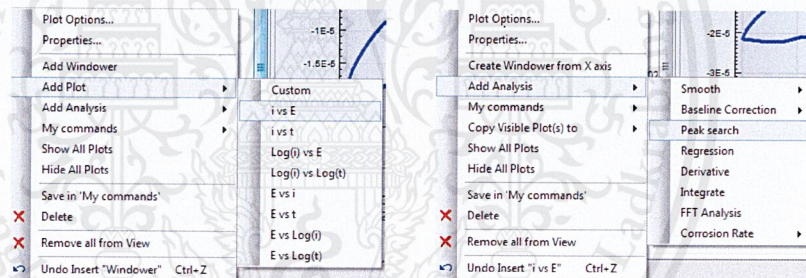 Plot Options...
Properties...
Add Windower
Add Plot
Add Analysis
My commands
Show All Plots
Hide All Plots
Save in 'My commands'
Delete
Remove all from View
Undo Insert "Windower" Ctrl+Z
-1E-5
-1.5E-5
Custom
i vs E
i vs t
Log(i) vs E
Log(i) vs Log(t)
E vs i
E vs t
E vs Log(i)
E vs Log(t)
Plot Options...
Properties...
Create Windower from X axis
Add Analysis
My commands
Copy Visible Plot(s) to
Show All Plots
Hide All Plots
Save in 'My commands'
Delete
Remove all from View
Undo Insert "i vs E" Ctrl+Z
-2E-5
-3E-5
Smooth
Baseline Correction
Peak search
Regression
Derivative
Integrate
FFT Analysis
Corrosion Rate